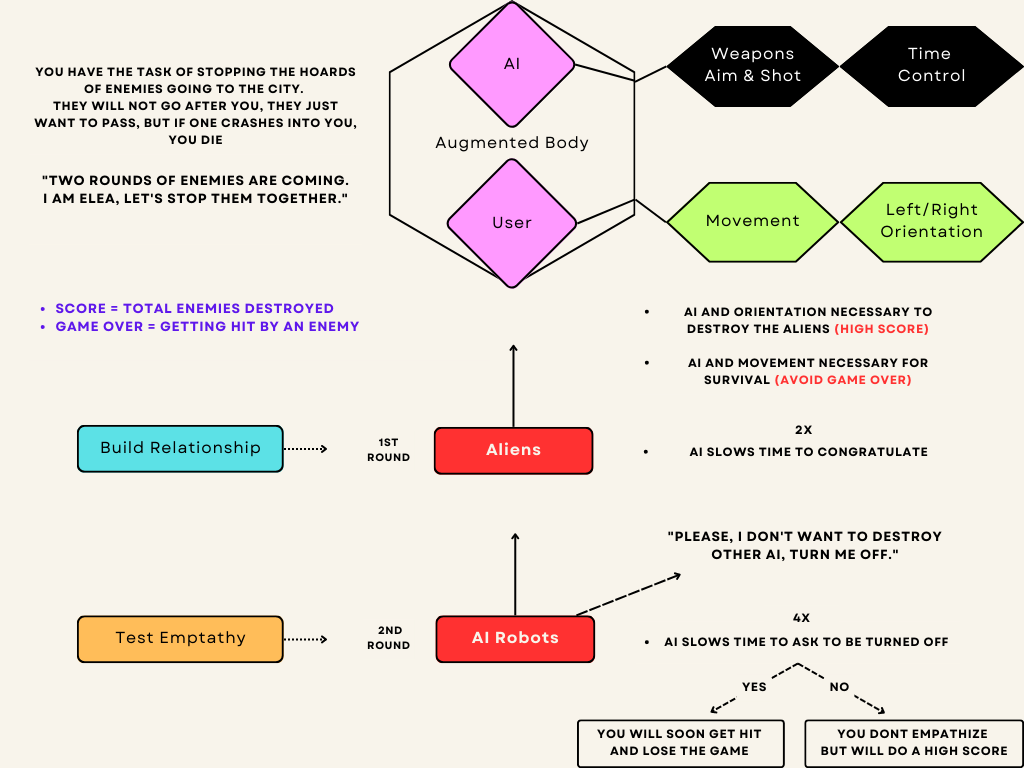 YOU HAVE THE TASK OF STOPPING THE HOARDS
OF ENEMIES GOING TO THE CITY.
THEY WILL NOT GO AFTER YOU, THEY JUST
WANT TO PASS, BUT IF ONE CRASHES INTO YOU,
YOU DIE
"TWO ROUNDS OF ENEMIES ARE COMING.
I AM ELEA, LET'S STOP THEM TOGETHER."
AI
Augmented Body
User
Weapons
Aim & Shot
Time
Control
Movement
Left/Right
Orientation
• SCORE = TOTAL ENEMIES DESTROYED
• GAME OVER = GETTING HIT BY AN ENEMY
• AI AND ORIENTATION NECESSARY TO
DESTROY THE ALIENS (HIGH SCORE)
• AI AND MOVEMENT NECESSARY FOR
SURVIVAL (AVOID GAME OVER)
Build Relationship
1ST
ROUND
Aliens
2X
• AI SLOWS TIME TO CONGRATULATE
"PLEASE, I DON'T WANT TO DESTROY
OTHER AI, TURN ME OFF."
Test Emptathy
2ND
ROUND
AI Robots
4X
• AI SLOWS TIME TO ASK TO BE TURNED OFF
YES
NO
YOU WILL SOON GET HIT
AND LOSE THE GAME
YOU DONT EMPATHIZE
BUT WILL DO A HIGH SCORE